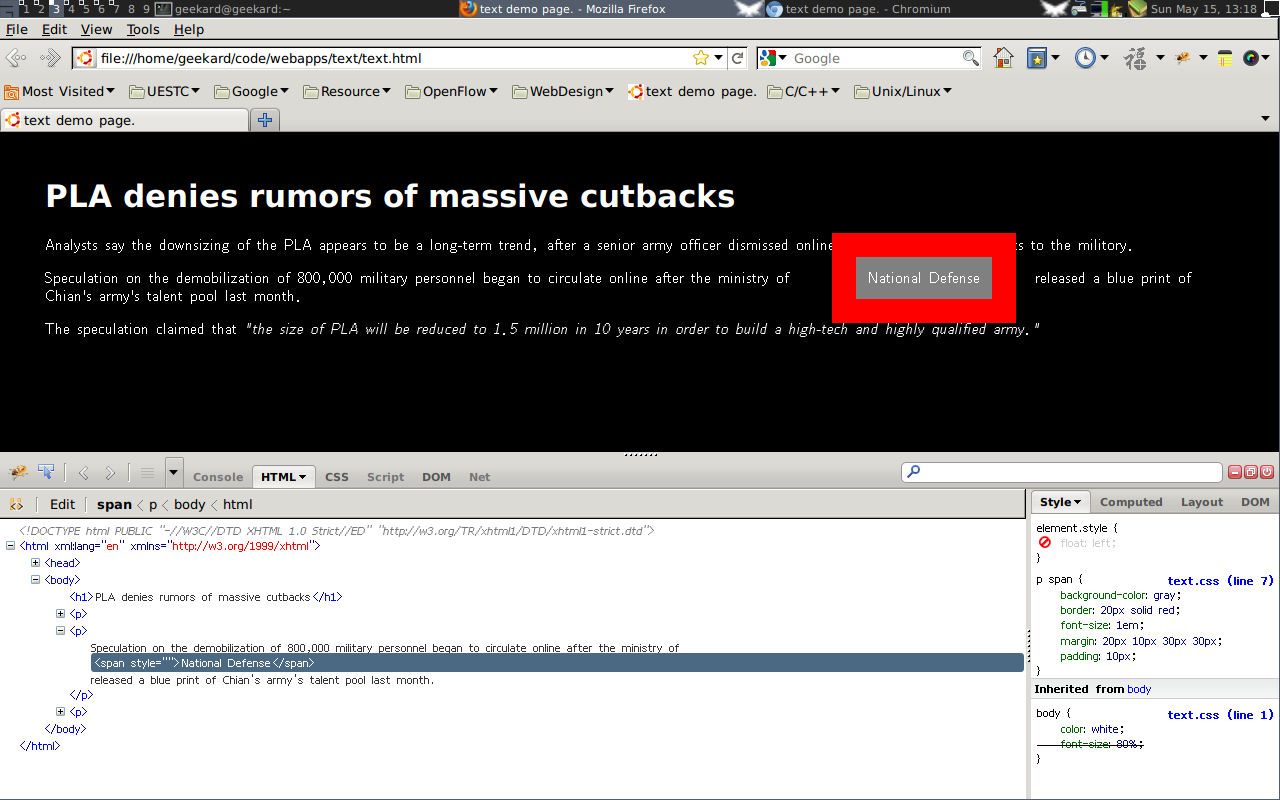 1 2 3 4 5 6 7 8 9 geekard@geekard:~ text demo page. - Mozilla Firefox text demo page. - Chromium Sun May 15, 13:18
File Edit View Tools Help
file:///home/geekard/code/webapps/text/text.html Google 福
Most Visited UESTC Google Resource OpenFlow WebDesign text demo page. C/C++ Unix/Linux
text demo page.
PLA denies rumors of massive cutbacks
Analysts say the downsizing of the PLA appears to be a long-term trend, after a senior army officer dismissed online s to the military.
Speculation on the demobilization of 800,000 military personnel began to circulate online after the ministry of National Defense released a blue print of
Chian's army's talent pool last month.
The speculation claimed that "the size of PLA will be reduced to 1.5 million in 10 years in order to build a high-tech and highly qualified army."
Console HTML CSS Script DOM Net
Edit span < p < body < html
<!DOCTYPE html PUBLIC "-//W3C//DTD XHTML 1.0 Strict//ED" "http://w3.org/TR/xhtml1/DTD/xhtml1-strict.dtd">
<html xml:lang="en" xmlns="http://w3.org/1999/xhtml">
<head>
<body>
<h1>PLA denies rumors of massive cutbacks</h1>
<p>
<p>
Speculation on the demobilization of 800,000 military personnel began to circulate online after the ministry of
<span style="">National Defense</span>
released a blue print of Chian's army's talent pool last month.
</p>
<p>
</body>
</html>
Style Computed Layout DOM
element.style {
float: left;
}
p span { text.css (line 7)
background-color: gray;
border: 20px solid red;
font-size: 1em;
margin: 20px 10px 30px 30px;
padding: 10px;
}
Inherited from body
body { text.css (line 1)
color: white;
font-size: 80%;
}